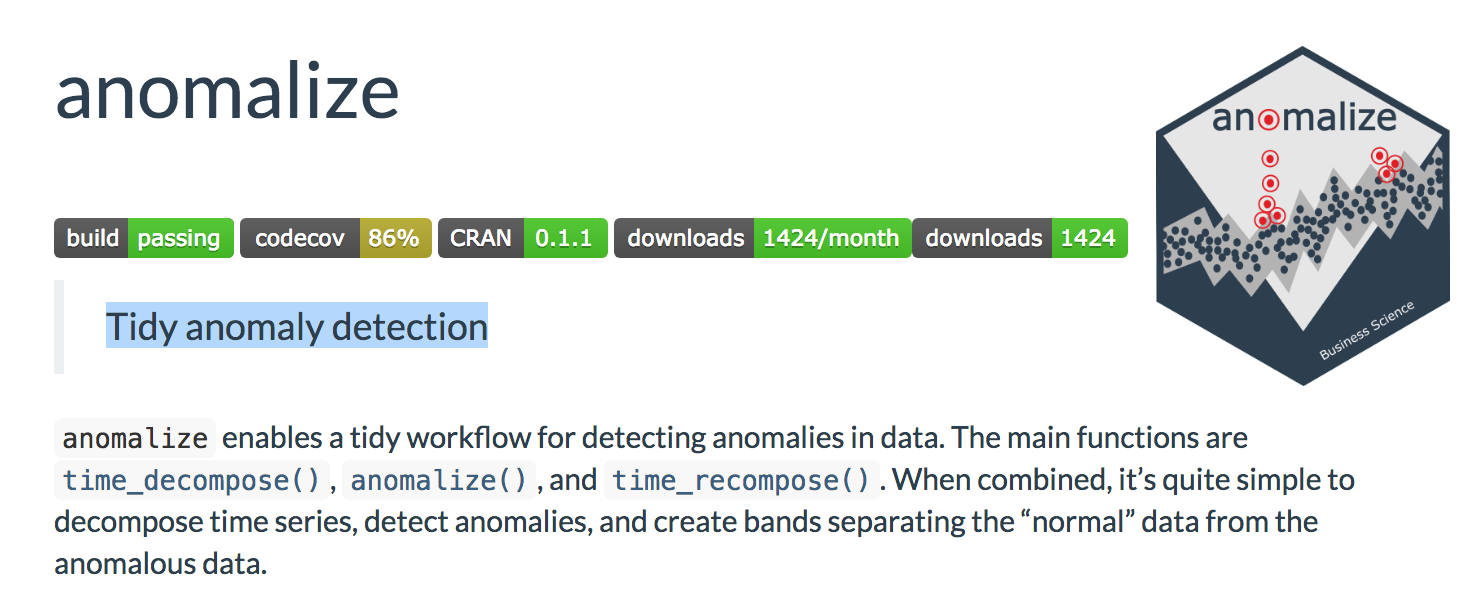 anomalize
anomalize
build passing codecov 86% CRAN 0.1.1 downloads 1424/month downloads 1424
Tidy anomaly detection
Business Science
anomalize enables a tidy workflow for detecting anomalies in data. The main functions are
time_decompose(), anomalize(), and time_recompose(). When combined, it’s quite simple to
decompose time series, detect anomalies, and create bands separating the “normal” data from the
anomalous data.